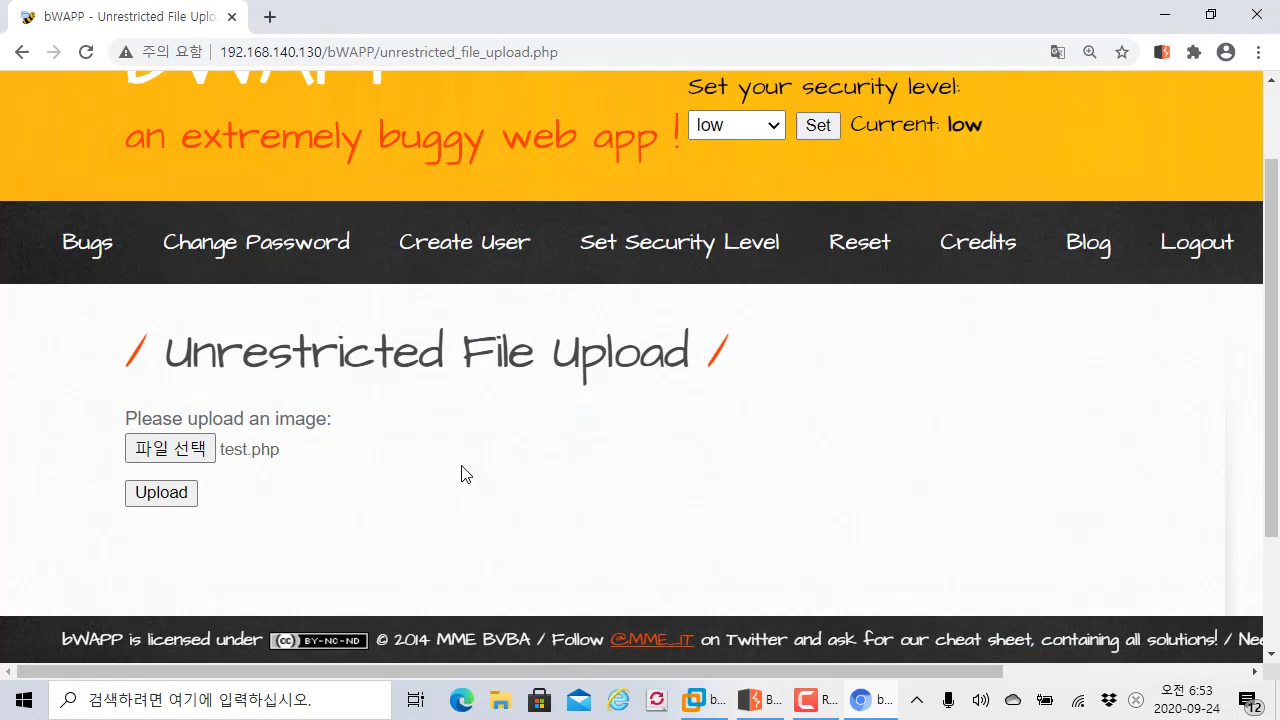 bWAPP - Unrestricted File Uplo
주의 요함
192.168.140.130/bWAPP/unrestricted_file_upload.php
bWAPP
an extremely buggy web app !
Set your security level:
low
Set
Current: low
Bugs
Change Password
Create User
Set Security Level
Reset
Credits
Blog
Logout
/ Unrestricted File Upload /
Please upload an image:
파일 선택 test.php
Upload
bWAPP is licensed under (cc) BY-NC-ND © 2014 MME BVBA / Follow @MME_IT on Twitter and ask for our cheat sheet, containing all solutions! / Nee
검색하려면 여기에 입력하십시오.
b...
B...
R...
b...
오전 6:53
2020-09-24
12